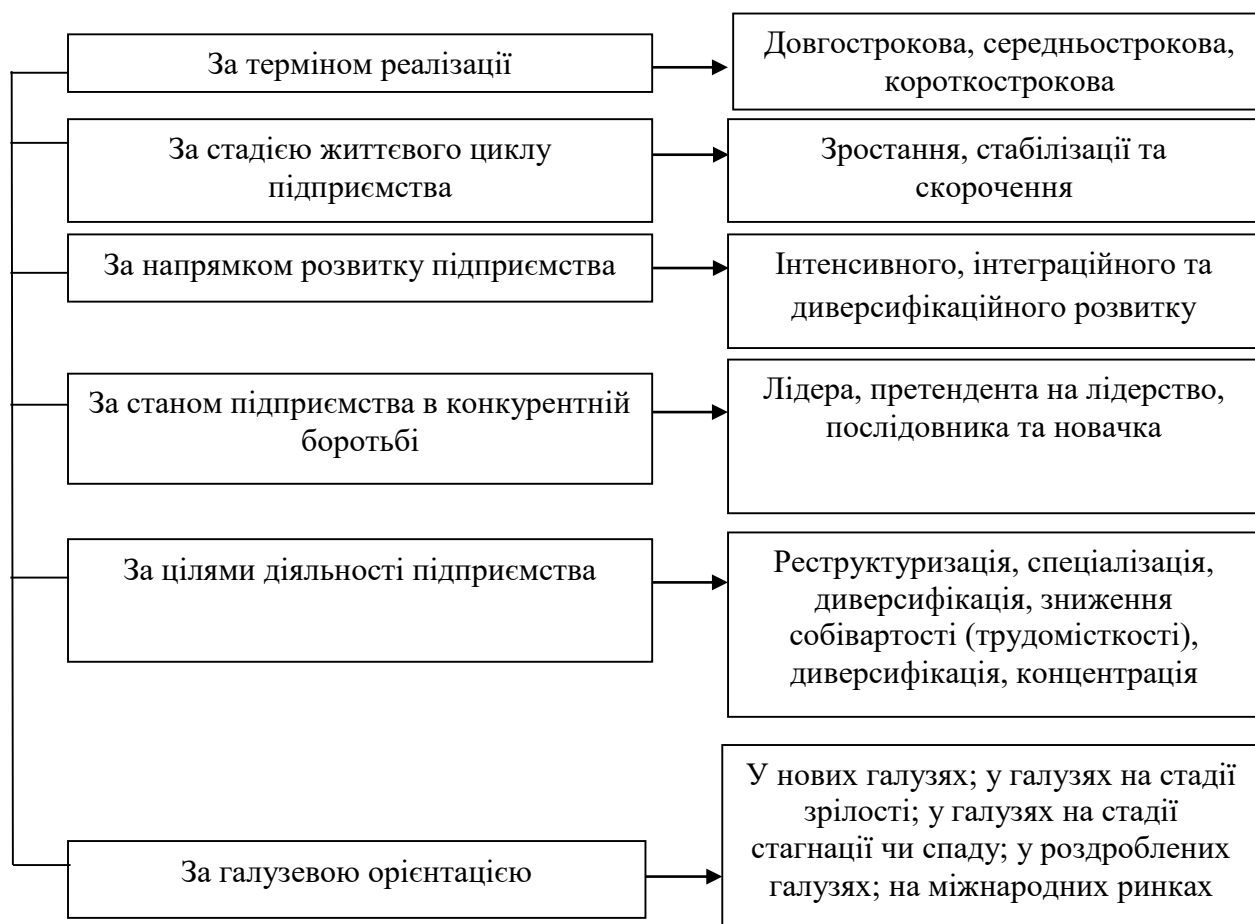 За терміном реалізації
Довгострокова, середньострокова,
короткострокова
За стадією життєвого циклу
підприємства
Зростання, стабілізації та
скорочення
За напрямком розвитку підприємства
Інтенсивного, інтеграційного та
диверсифікаційного розвитку
За станом підприємства в конкурентній
боротьбі
Лідера, претендента на лідерство,
послідовника та новачка
За цілями діяльності підприємства
Реструктуризація, спеціалізація,
диверсифікація, зниження
собівартості (трудомісткості),
диверсифікація, концентрація
За галузевою орієнтацією
У нових галузях; у галузях на стадії
зрілості; у галузях на стадії
стагнації чи спаду; у роздроблених
галузях; на міжнародних ринках